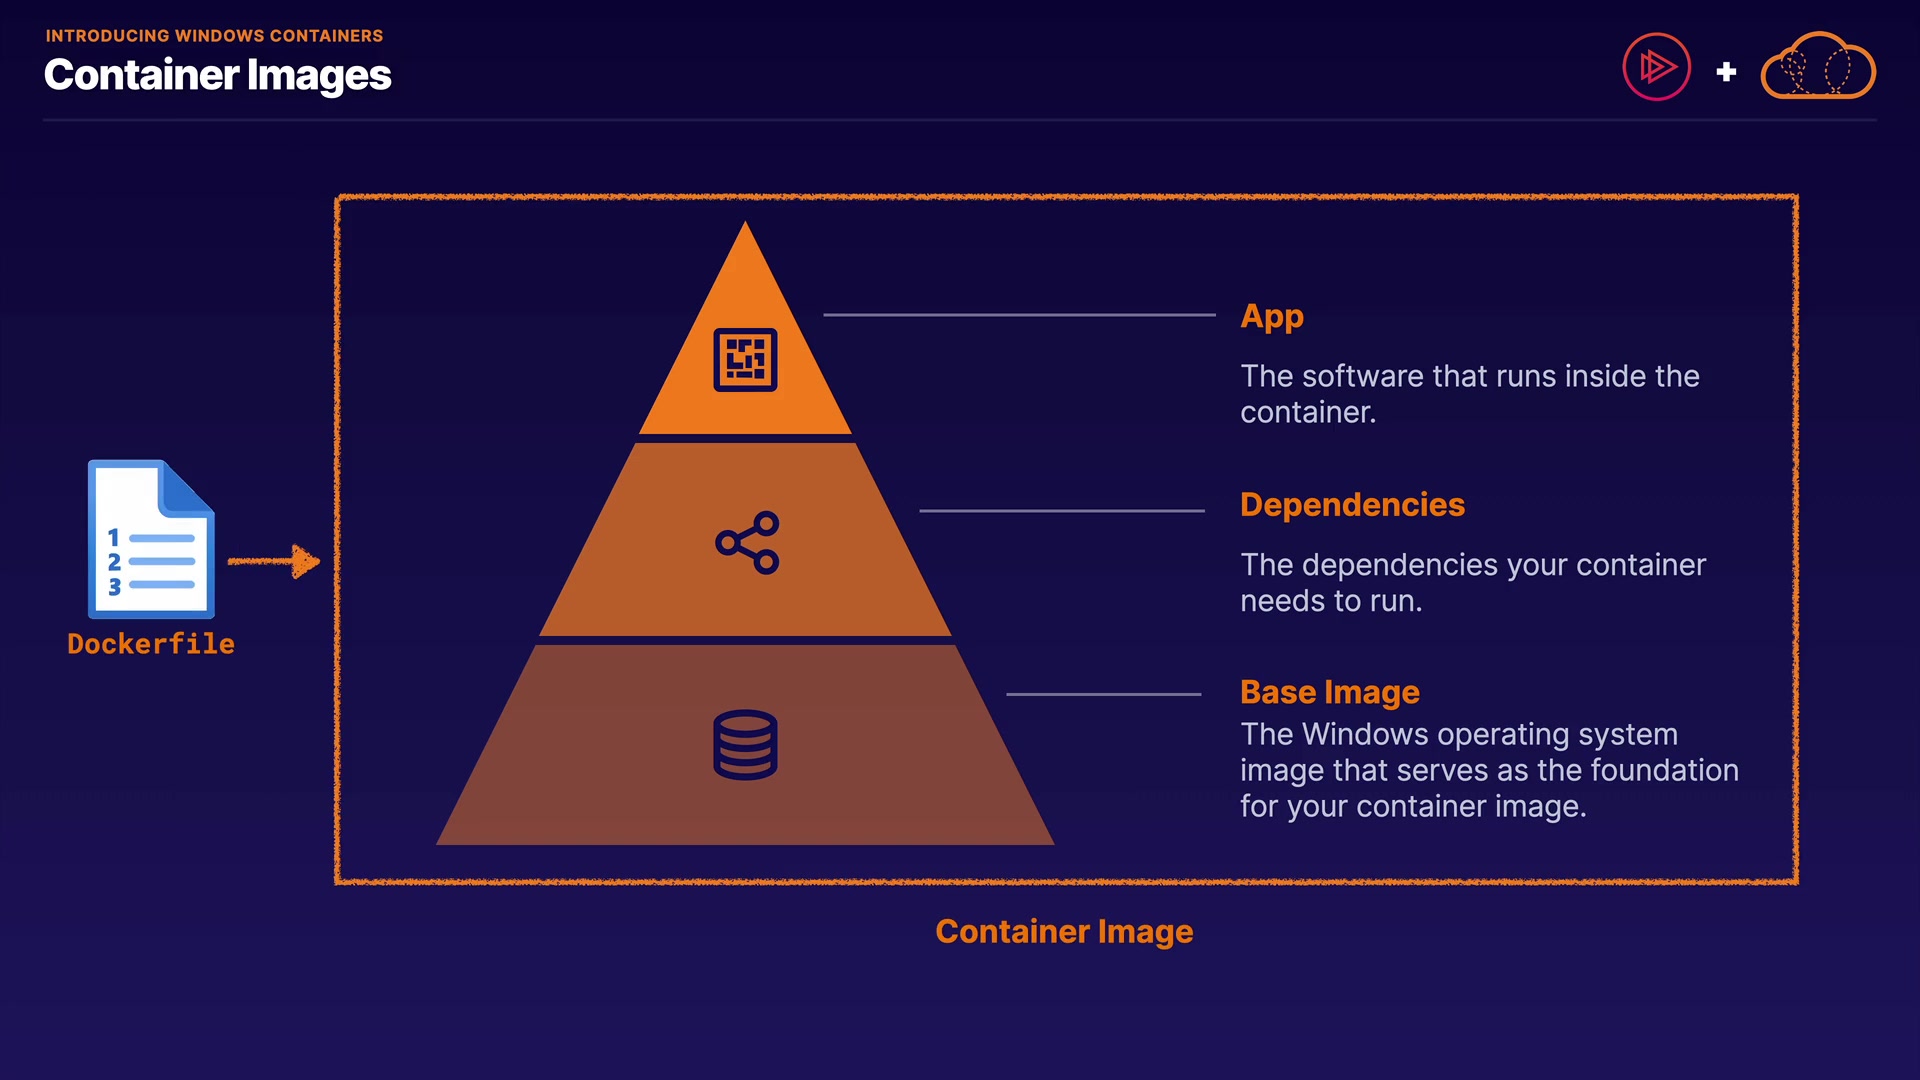 INTRODUCING WINDOWS CONTAINERS
Container Images
App
The software that runs inside the
container.
Dependencies
The dependencies your container
needs to run.
Base Image
The Windows operating system
image that serves as the foundation
for your container image.
1
2
3
Dockerfile
Container Image